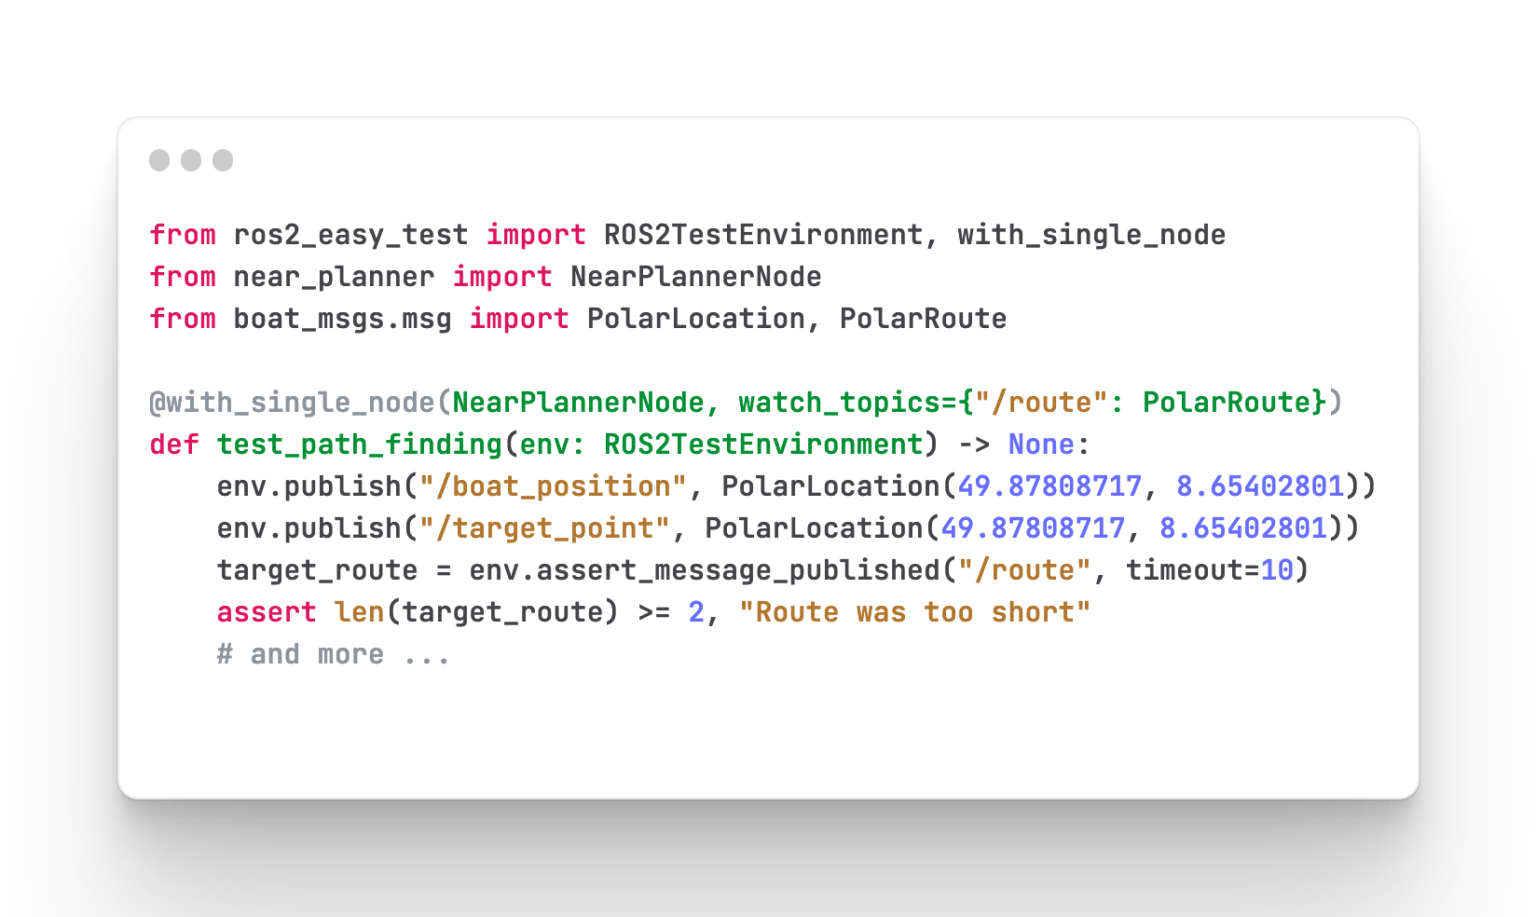 from ros2_easy_test import ROS2TestEnvironment, with_single_node
from near_planner import NearPlannerNode
from boat_msgs.msg import PolarLocation, PolarRoute

@with_single_node(NearPlannerNode, watch_topics={"/route": PolarRoute})
def test_path_finding(env: ROS2TestEnvironment) -> None:
    env.publish("/boat_position", PolarLocation(49.87808717, 8.65402801))
    env.publish("/target_point", PolarLocation(49.87808717, 8.65402801))
    target_route = env.assert_message_published("/route", timeout=10)
    assert len(target_route) >= 2, "Route was too short"
    # and more ...